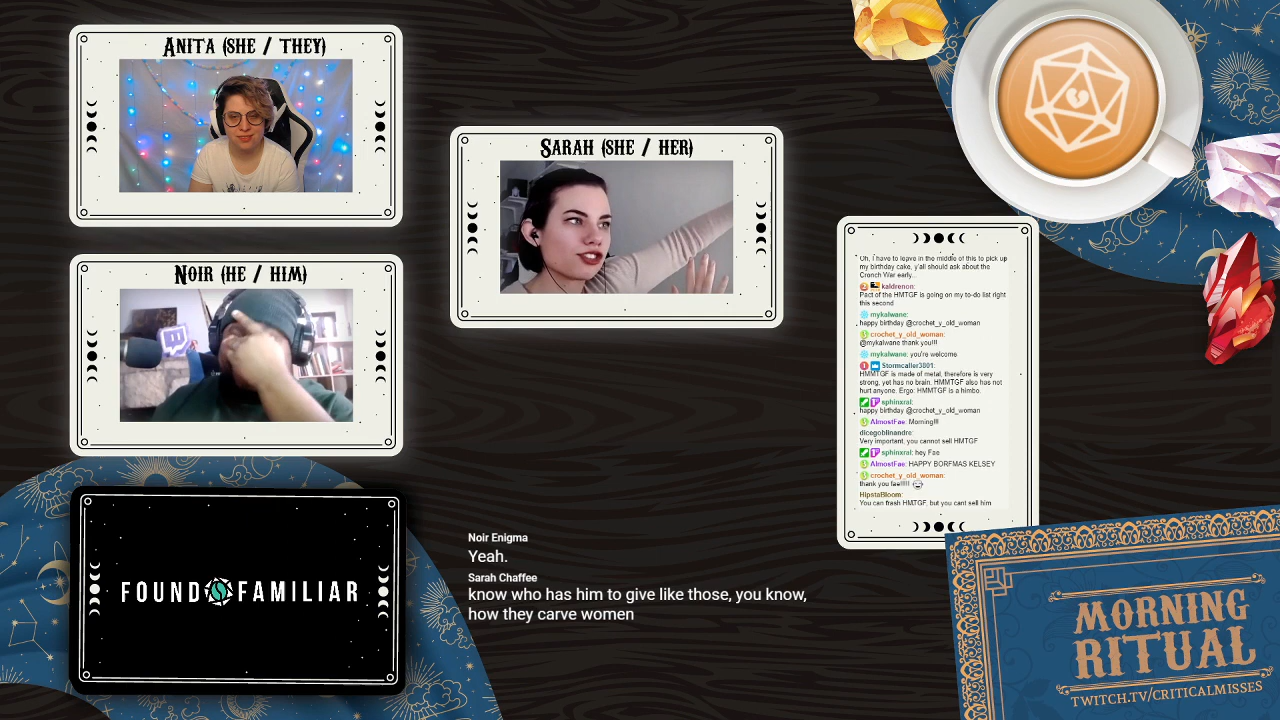 ANITA (SHE / THEY)
SARAH (SHE / HER)
NOIR (HE / HIM)
Oh, I have to leave in the middle of this to pick up
my birthday cake, y'all should ask about the
Cronch War early...
kaldrenon:
Pact of the HMTGF is going on my to-do list right
this second
mykalwane:
happy birthday @crochet_y_old_woman
crochet_y_old_woman:
@mykalwane thank you!!!
mykalwane: you're welcome
Stormcaller3801:
HMMTGF is made of metal, therefore is very
strong, yet has no brain. HMMTGF also has not
hurt anyone. Ergo: HMMTGF is a himbo.
sphinxral:
happy birthday @crochet_y_old_woman
AlmostFae: Morning!!!
dicegoblinandre:
Very important, you cannot sell HMTGF
sphinxral: hey Fae
AlmostFae: HAPPY BORFMAS KELSEY
crochet_y_old_woman:
thank you fae!!!!!
HipstaBloom:
You can trash HMTGF, but you cant sell him
FOUND FAMILIAR
Noir Enigma
Yeah.
Sarah Chaffee
know who has him to give like those, you know,
how they carve women
MORNING
RITUAL
TWITCH.TV/CRITICALMISSES